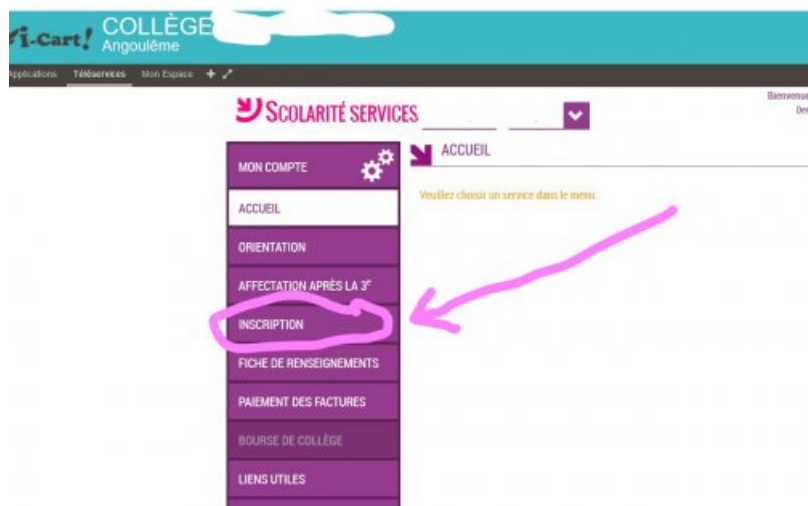 i-Cart!
COLLÈGE
Angoulême
Applications Téléservices Mon Espace +
SCOLARITÉ SERVICES
Bienvenue
MON COMPTE
ACCUEIL
Veuillez choisir un service dans le menu.
ACCUEIL
ORIENTATION
AFFECTATION APRÈS LA 3E
INSCRIPTION
FICHE DE RENSEIGNEMENTS
PAIEMENT DES FACTURES
BOURSE DE COLLÈGE
LIENS UTILES